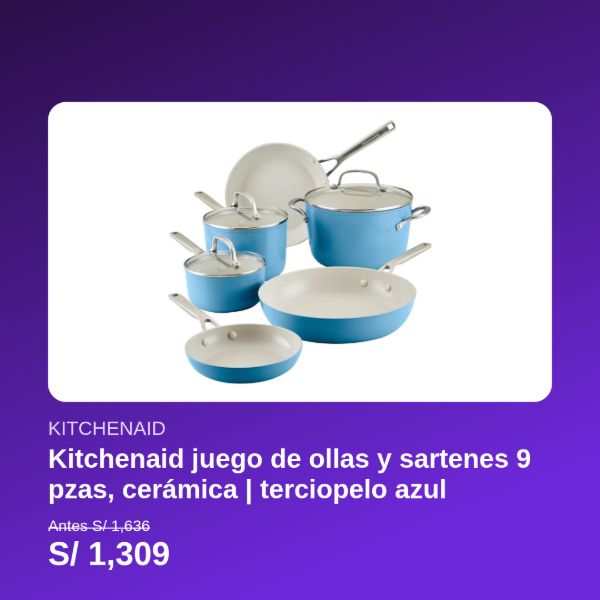 KITCHENAID
Kitchenaid juego de ollas y sartenes 9
pzas, cerámica | terciopelo azul
Antes S/ 1,636
S/ 1,309